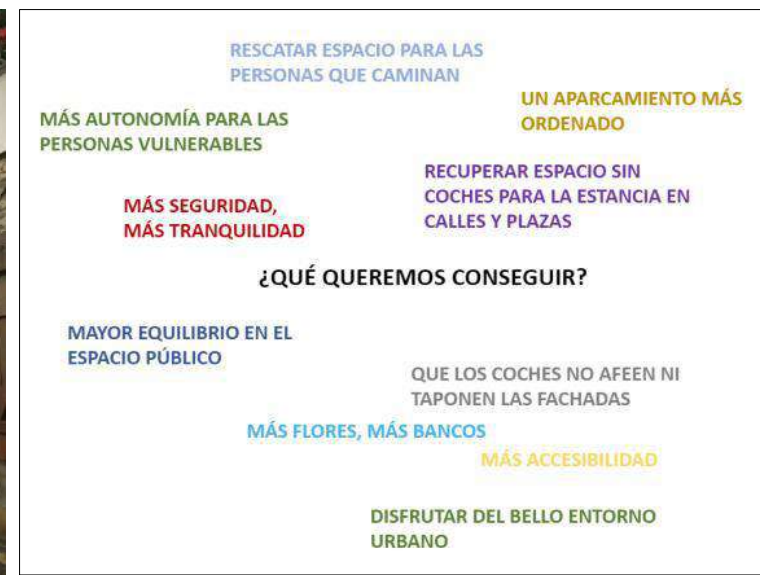 RESCATAR ESPACIO PARA LAS
PERSONAS QUE CAMINAN
UN APARCAMIENTO MÁS
ORDENADO
MÁS AUTONOMÍA PARA LAS
PERSONAS VULNERABLES
RECUPERAR ESPACIO SIN
COCHES PARA LA ESTANCIA EN
CALLES Y PLAZAS
MÁS SEGURIDAD,
MÁS TRANQUILIDAD
¿QUÉ QUEREMOS CONSEGUIR?
MAYOR EQUILIBRIO EN EL
ESPACIO PÚBLICO
QUE LOS COCHES NO AFEEN NI
TAPONEN LAS FACHADAS
MÁS FLORES, MÁS BANCOS
MÁS ACCESIBILIDAD
DISFRUTAR DEL BELLO ENTORNO
URBANO